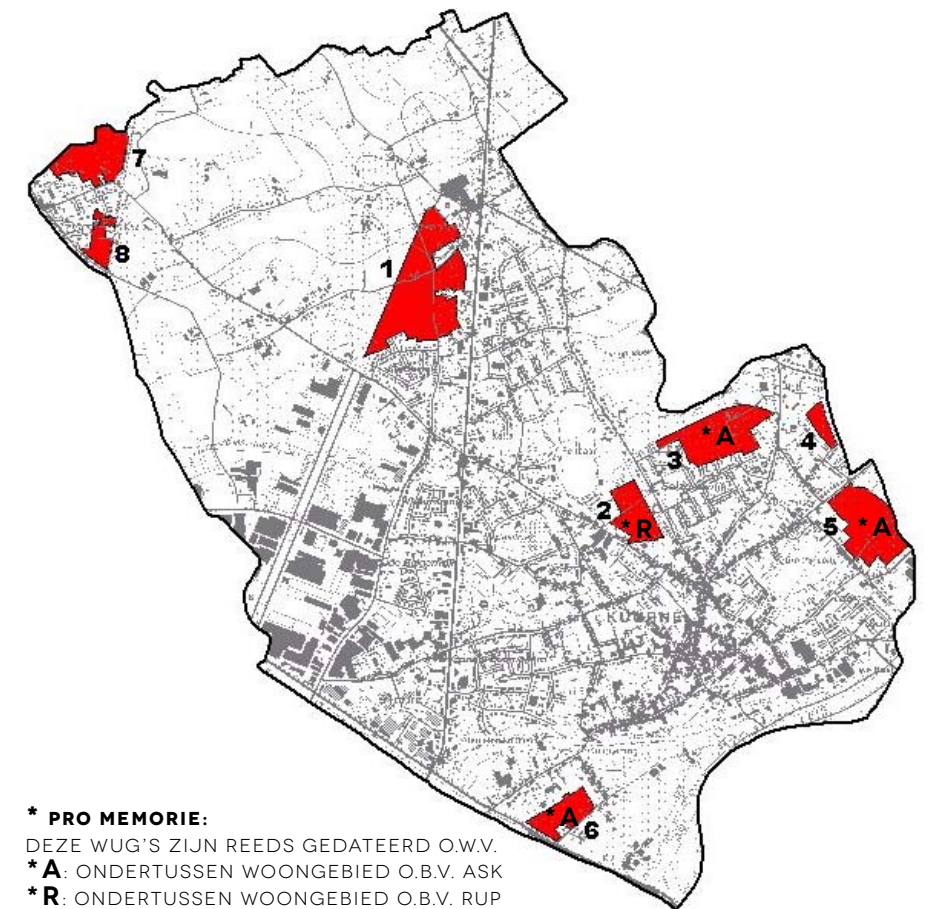 7
8
1
* A
3
4
2
* R
5
* A
KUURNE
* A
6
* PRO MEMORIE:
DEZE WUG'S ZIJN REEDS GEDATEERD O.W.V.
* A: ONDERTUSSEN WOONGEBIED O.B.V. ASK
* R: ONDERTUSSEN WOONGEBIED O.B.V. RUP